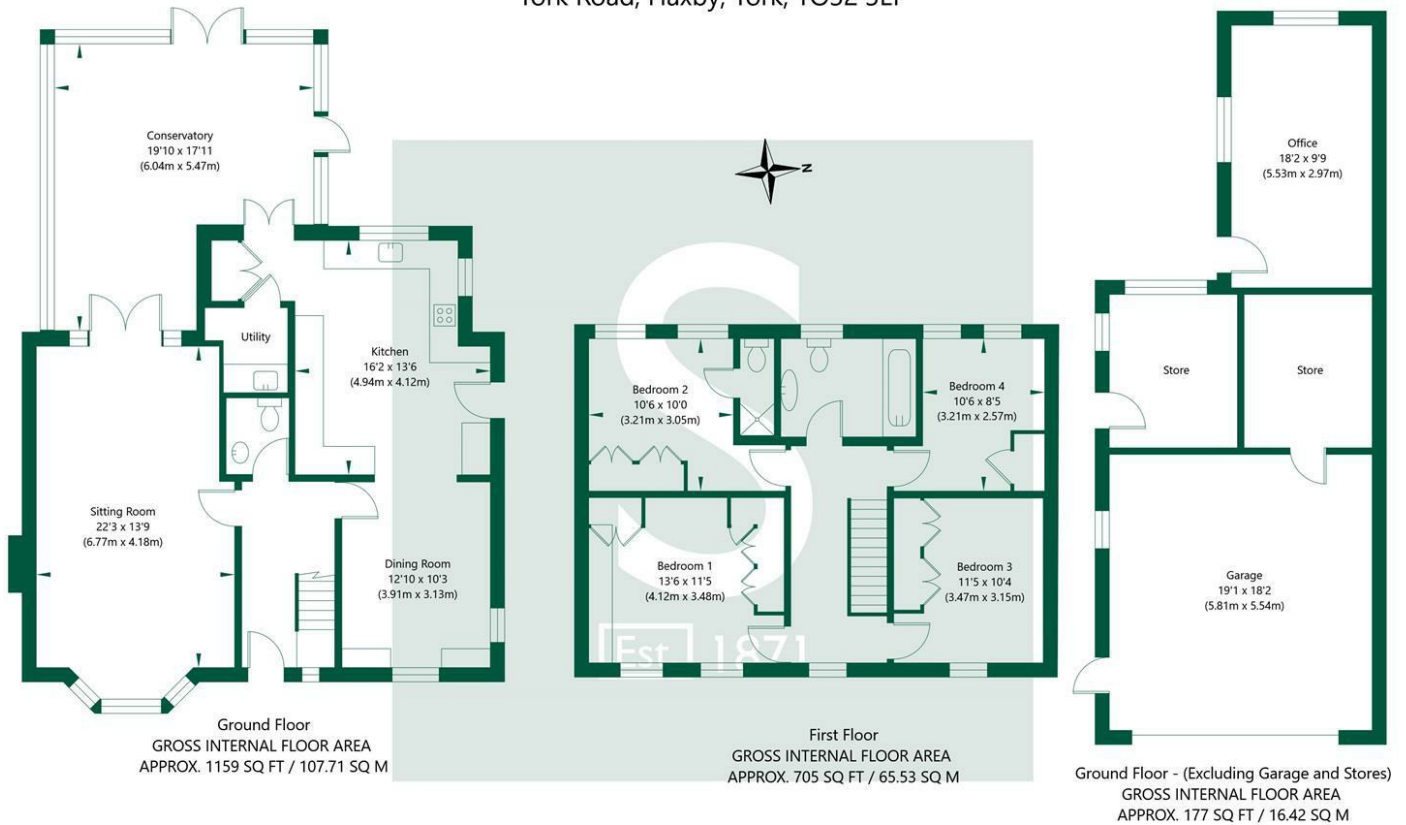 Conservatory
19'10 x 17'11
(6.04m x 5.47m)
Utility
Kitchen
16'2 x 13'6
(4.94m x 4.12m)
Sitting Room
22'3 x 13'9
(6.77m x 4.18m)
Dining Room
12'10 x 10'3
(3.91m x 3.13m)
Ground Floor
GROSS INTERNAL FLOOR AREA
APPROX. 1159 SQ FT / 107.71 SQ M
N
S
Bedroom 2
10'6 x 10'0
(3.21m x 3.05m)
Bedroom 4
10'6 x 8'5
(3.21m x 2.57m)
Bedroom 1
13'6 x 11'5
(4.12m x 3.48m)
Bedroom 3
11'5 x 10'4
(3.47m x 3.15m)
Est 1871
First Floor
GROSS INTERNAL FLOOR AREA
APPROX. 705 SQ FT / 65.53 SQ M
Office
18'2 x 9'9
(5.53m x 2.97m)
Store
Store
Garage
19'1 x 18'2
(5.81m x 5.54m)
Ground Floor - (Excluding Garage and Stores)
GROSS INTERNAL FLOOR AREA
APPROX. 177 SQ FT / 16.42 SQ M